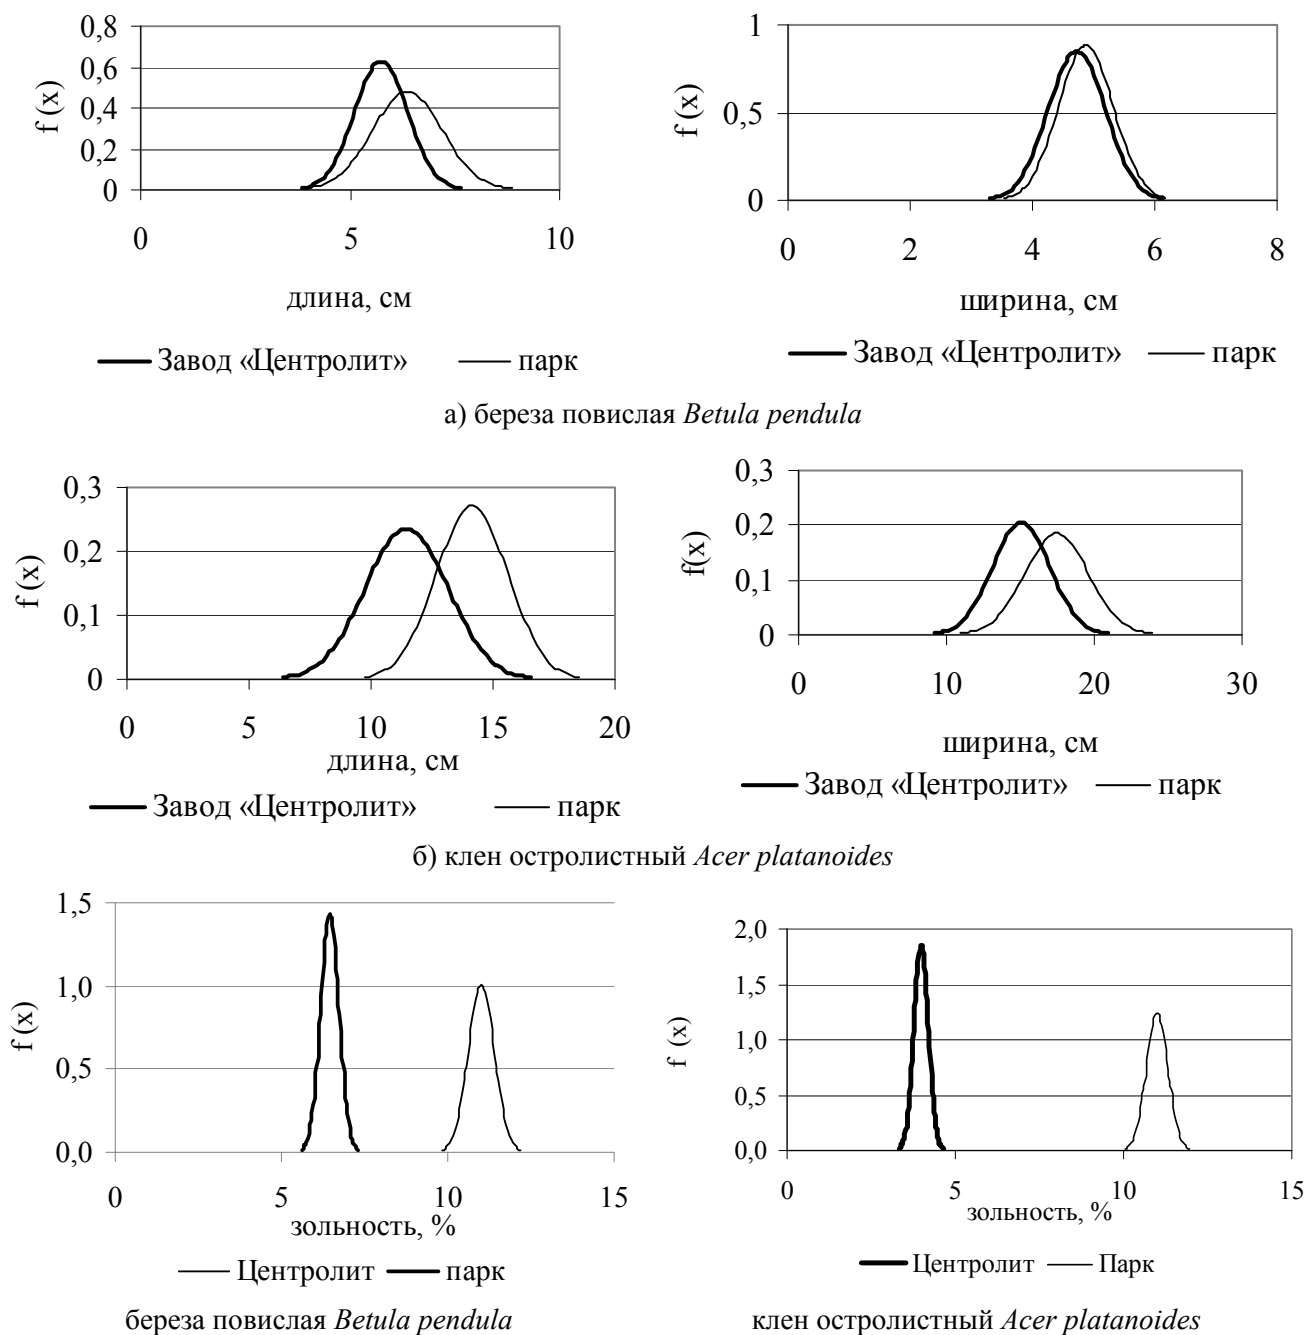 0,8
0,6
0,4
0,2
0
f (x)
0 5 10
длина, см
Завод «Центролит» парк
1
0,5
0
f (x)
0 2 4 6 8
ширина, см
Завод «Центролит» парк
а) береза повислая Betula pendula
0,3
0,2
0,1
0
f (x)
0 5 10 15 20
длина, см
Завод «Центролит» парк
0,3
0,2
0,1
0
f(x)
0 10 20 30
ширина, см
Завод «Центролит» парк
б) клен остролистный Acer platanoides
1,5
1,0
0,5
0,0
f (x)
0 5 10 15
зольность, %
Центролит парк
береза повислая Betula pendula
2,0
1,5
1,0
0,5
0,0
f (x)
0 5 10 15
зольность, %
Центролит Парк
клен остролистный Acer platanoides